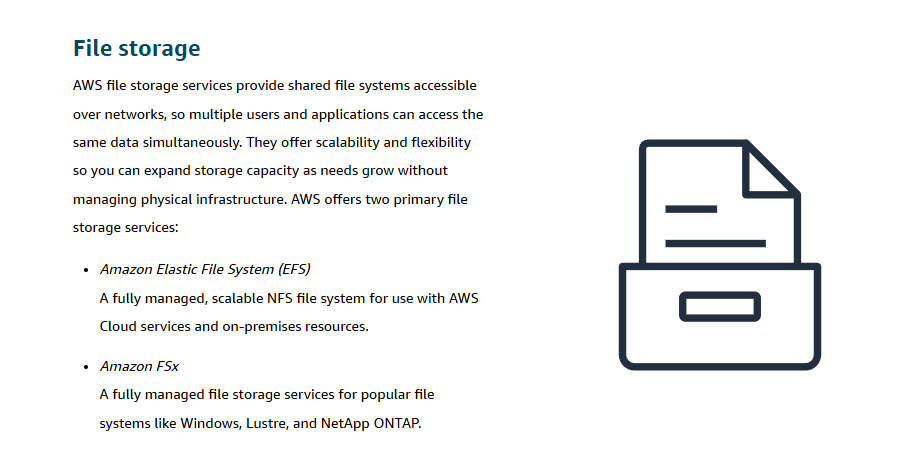 File storage
AWS file storage services provide shared file systems accessible
over networks, so multiple users and applications can access the
same data simultaneously. They offer scalability and flexibility
so you can expand storage capacity as needs grow without
managing physical infrastructure. AWS offers two primary file
storage services:
• Amazon Elastic File System (EFS)
A fully managed, scalable NFS file system for use with AWS
Cloud services and on-premises resources.
• Amazon FSx
A fully managed file storage services for popular file
systems like Windows, Lustre, and NetApp ONTAP.